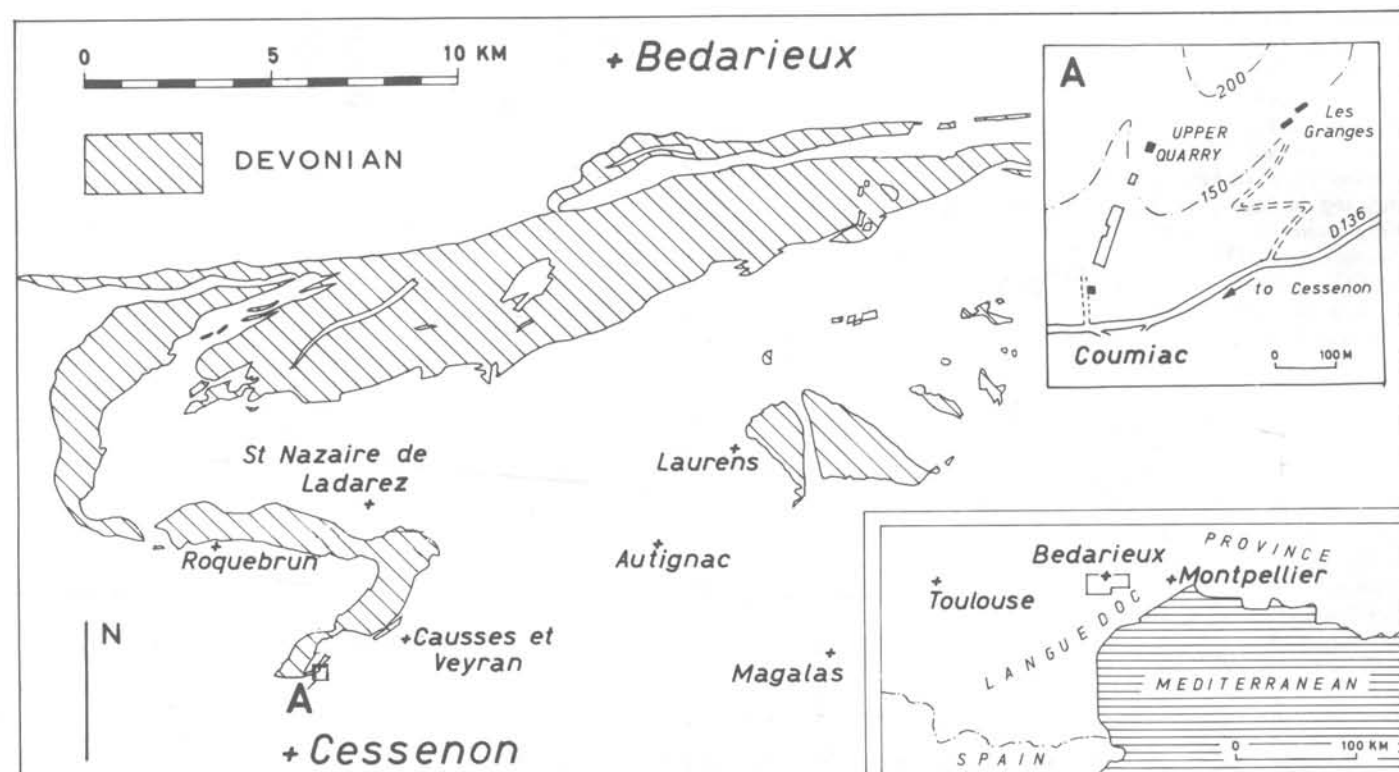 0 5 10 KM
+ Bedarieux
DEVONIAN
St Nazaire de
Ladarez
Laurens
Roquebrun
Autignac
Causses et
Veyran
Magalas
N
A
Cessenon
A
200
Les
Granges
UPPER
QUARRY
150
D136
to Cessenon
Coumiac
0 100 M
PROVINCE
Bedarieux
Montpellier
Toulouse
LANGUEDOC
MEDITERRANEAN
SPAIN
0 100 KM